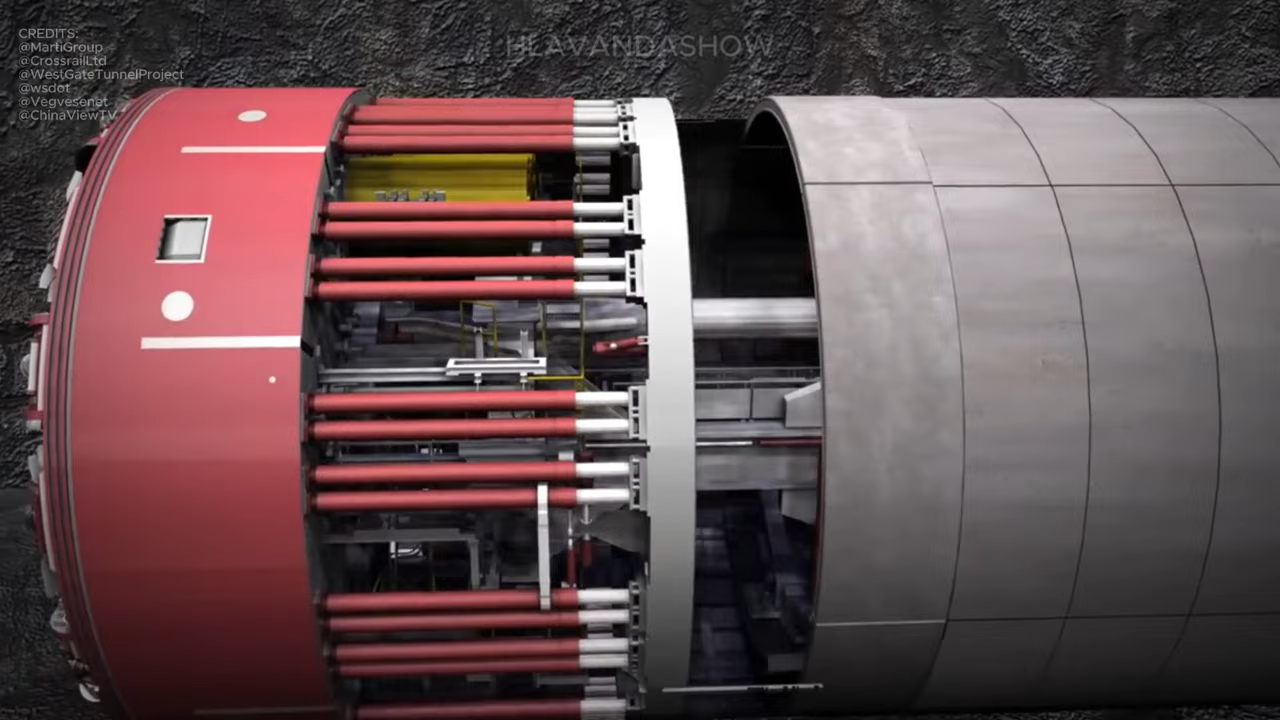 CREDITS:
@MartiGroup
@CrossrailLtd
@WestGateTunnelProject
@wsdot
@Vegvesenet
@ChinaViewTV
HLAVANDASHOW